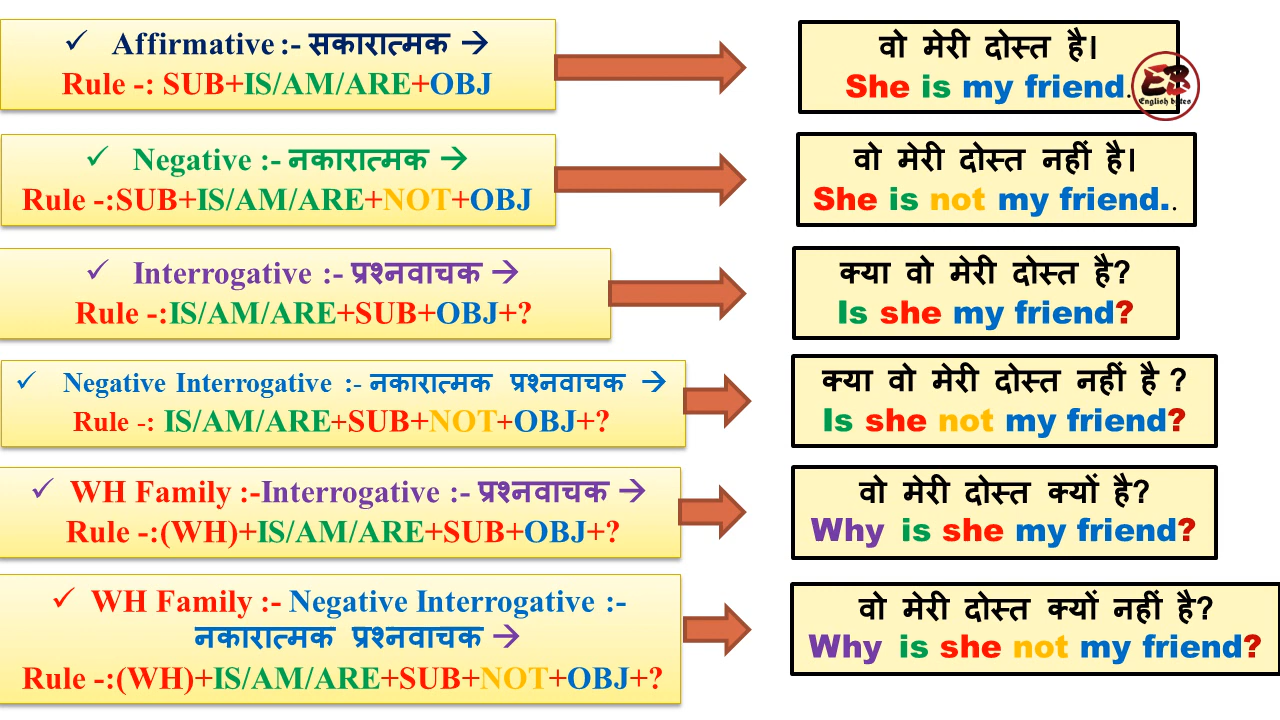 ✓ Affirmative :- सकारात्मक →
Rule -: SUB+IS/AM/ARE+OBJ
वो मेरी दोस्त है।
She is my friend.
EB
English bites
✓ Negative :- नकारात्मक →
Rule -:SUB+IS/AM/ARE+NOT+OBJ
वो मेरी दोस्त नहीं है।
She is not my friend..
✓ Interrogative :- प्रश्नवाचक →
Rule -:IS/AM/ARE+SUB+OBJ+?
क्या वो मेरी दोस्त है?
Is she my friend?
✓ Negative Interrogative :- नकारात्मक प्रश्नवाचक →
Rule -: IS/AM/ARE+SUB+NOT+OBJ+?
क्या वो मेरी दोस्त नहीं है ?
Is she not my friend?
✓ WH Family :-Interrogative :- प्रश्नवाचक →
Rule -:(WH)+IS/AM/ARE+SUB+OBJ+?
वो मेरी दोस्त क्यों है?
Why is she my friend?
✓ WH Family :- Negative Interrogative :-
नकारात्मक प्रश्नवाचक →
Rule -:(WH)+IS/AM/ARE+SUB+NOT+OBJ+?
वो मेरी दोस्त क्यों नहीं है?
Why is she not my friend?